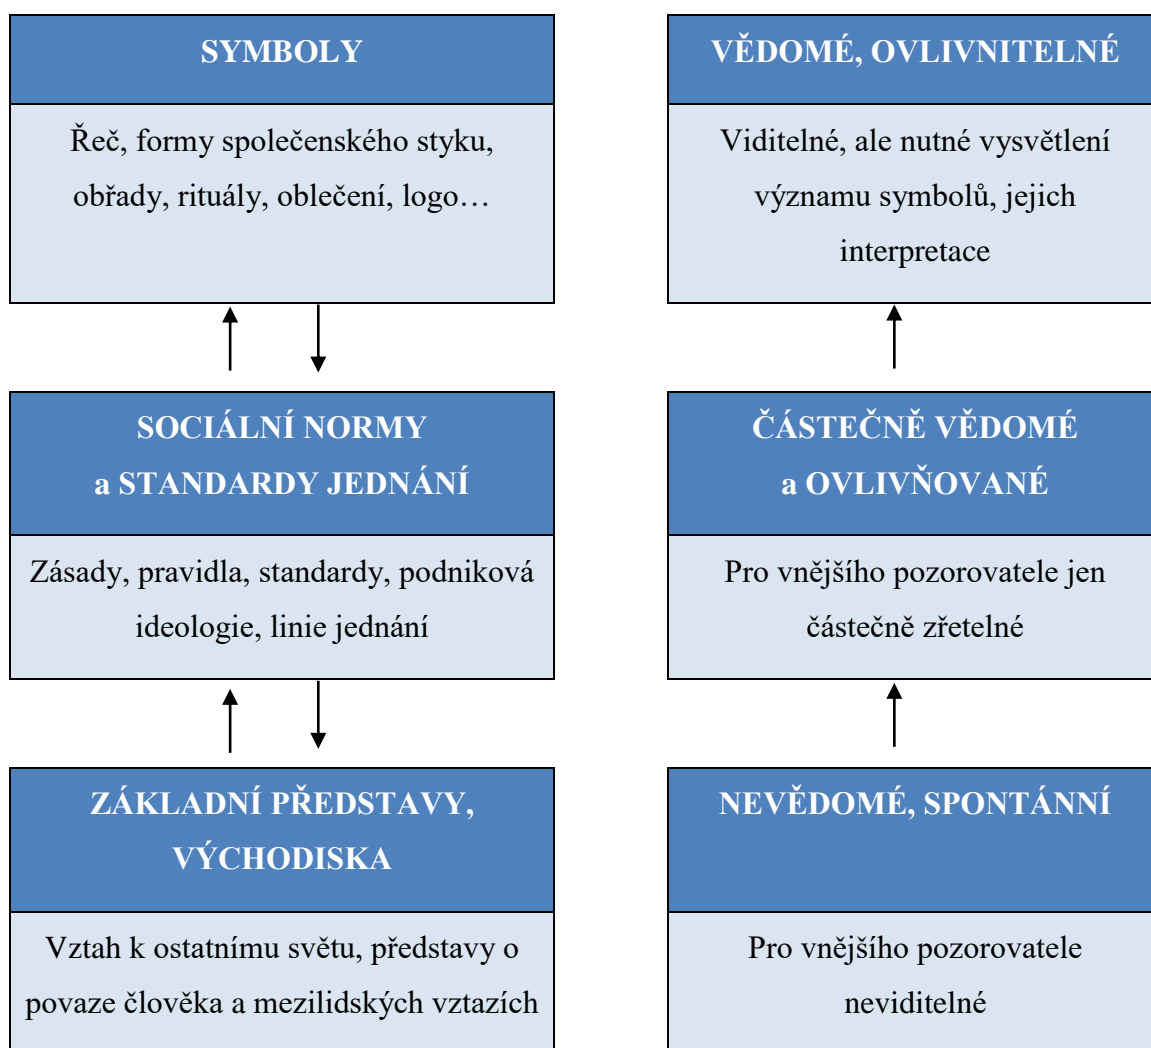 SYMBOLY
Řeč, formy společenského styku,
obřady, rituály, oblečení, logo…
VĚDOMÉ, OVLIVNITELNÉ
Viditelné, ale nutné vysvětlení
významu symbolů, jejich
interpretace
SOCIÁLNÍ NORMY
a STANDARDY JEDNÁNÍ
Zásady, pravidla, standardy, podniková
ideologie, linie jednání
ČÁSTEČNĚ VĚDOMÉ
a OVLIVŇOVANÉ
Pro vnějšího pozorovatele jen
částečně zřetelné
ZÁKLADNÍ PŘEDSTAVY,
VÝCHODISKA
Vztah k ostatnímu světu, představy o
povaze člověka a mezilidských vztazích
NEVĚDOMÉ, SPONTÁNNÍ
Pro vnějšího pozorovatele
neviditelné